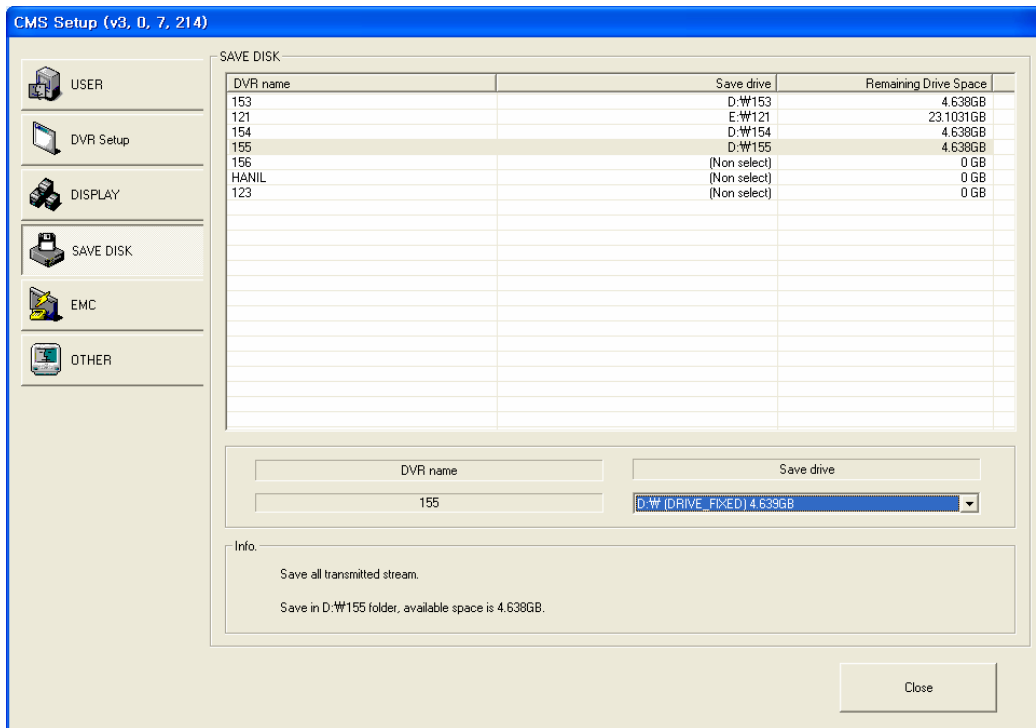 CMS Setup (v3, 0, 7, 214)
USER
DVR Setup
DISPLAY
SAVE DISK
EMC
OTHER
SAVE DISK
DVR name Save drive Remaining Drive Space
153 D:₩153 4.638GB
121 E:₩121 23.1031GB
154 D:₩154 4.638GB
155 D:₩155 4.638GB
156 (Non select) 0 GB
HANIL (Non select) 0 GB
123 (Non select) 0 GB
DVR name Save drive
155 D:₩ (DRIVE_FIXED) 4.639GB
Info.
Save all transmitted stream.
Save in D:₩155 folder, available space is 4.638GB.
Close